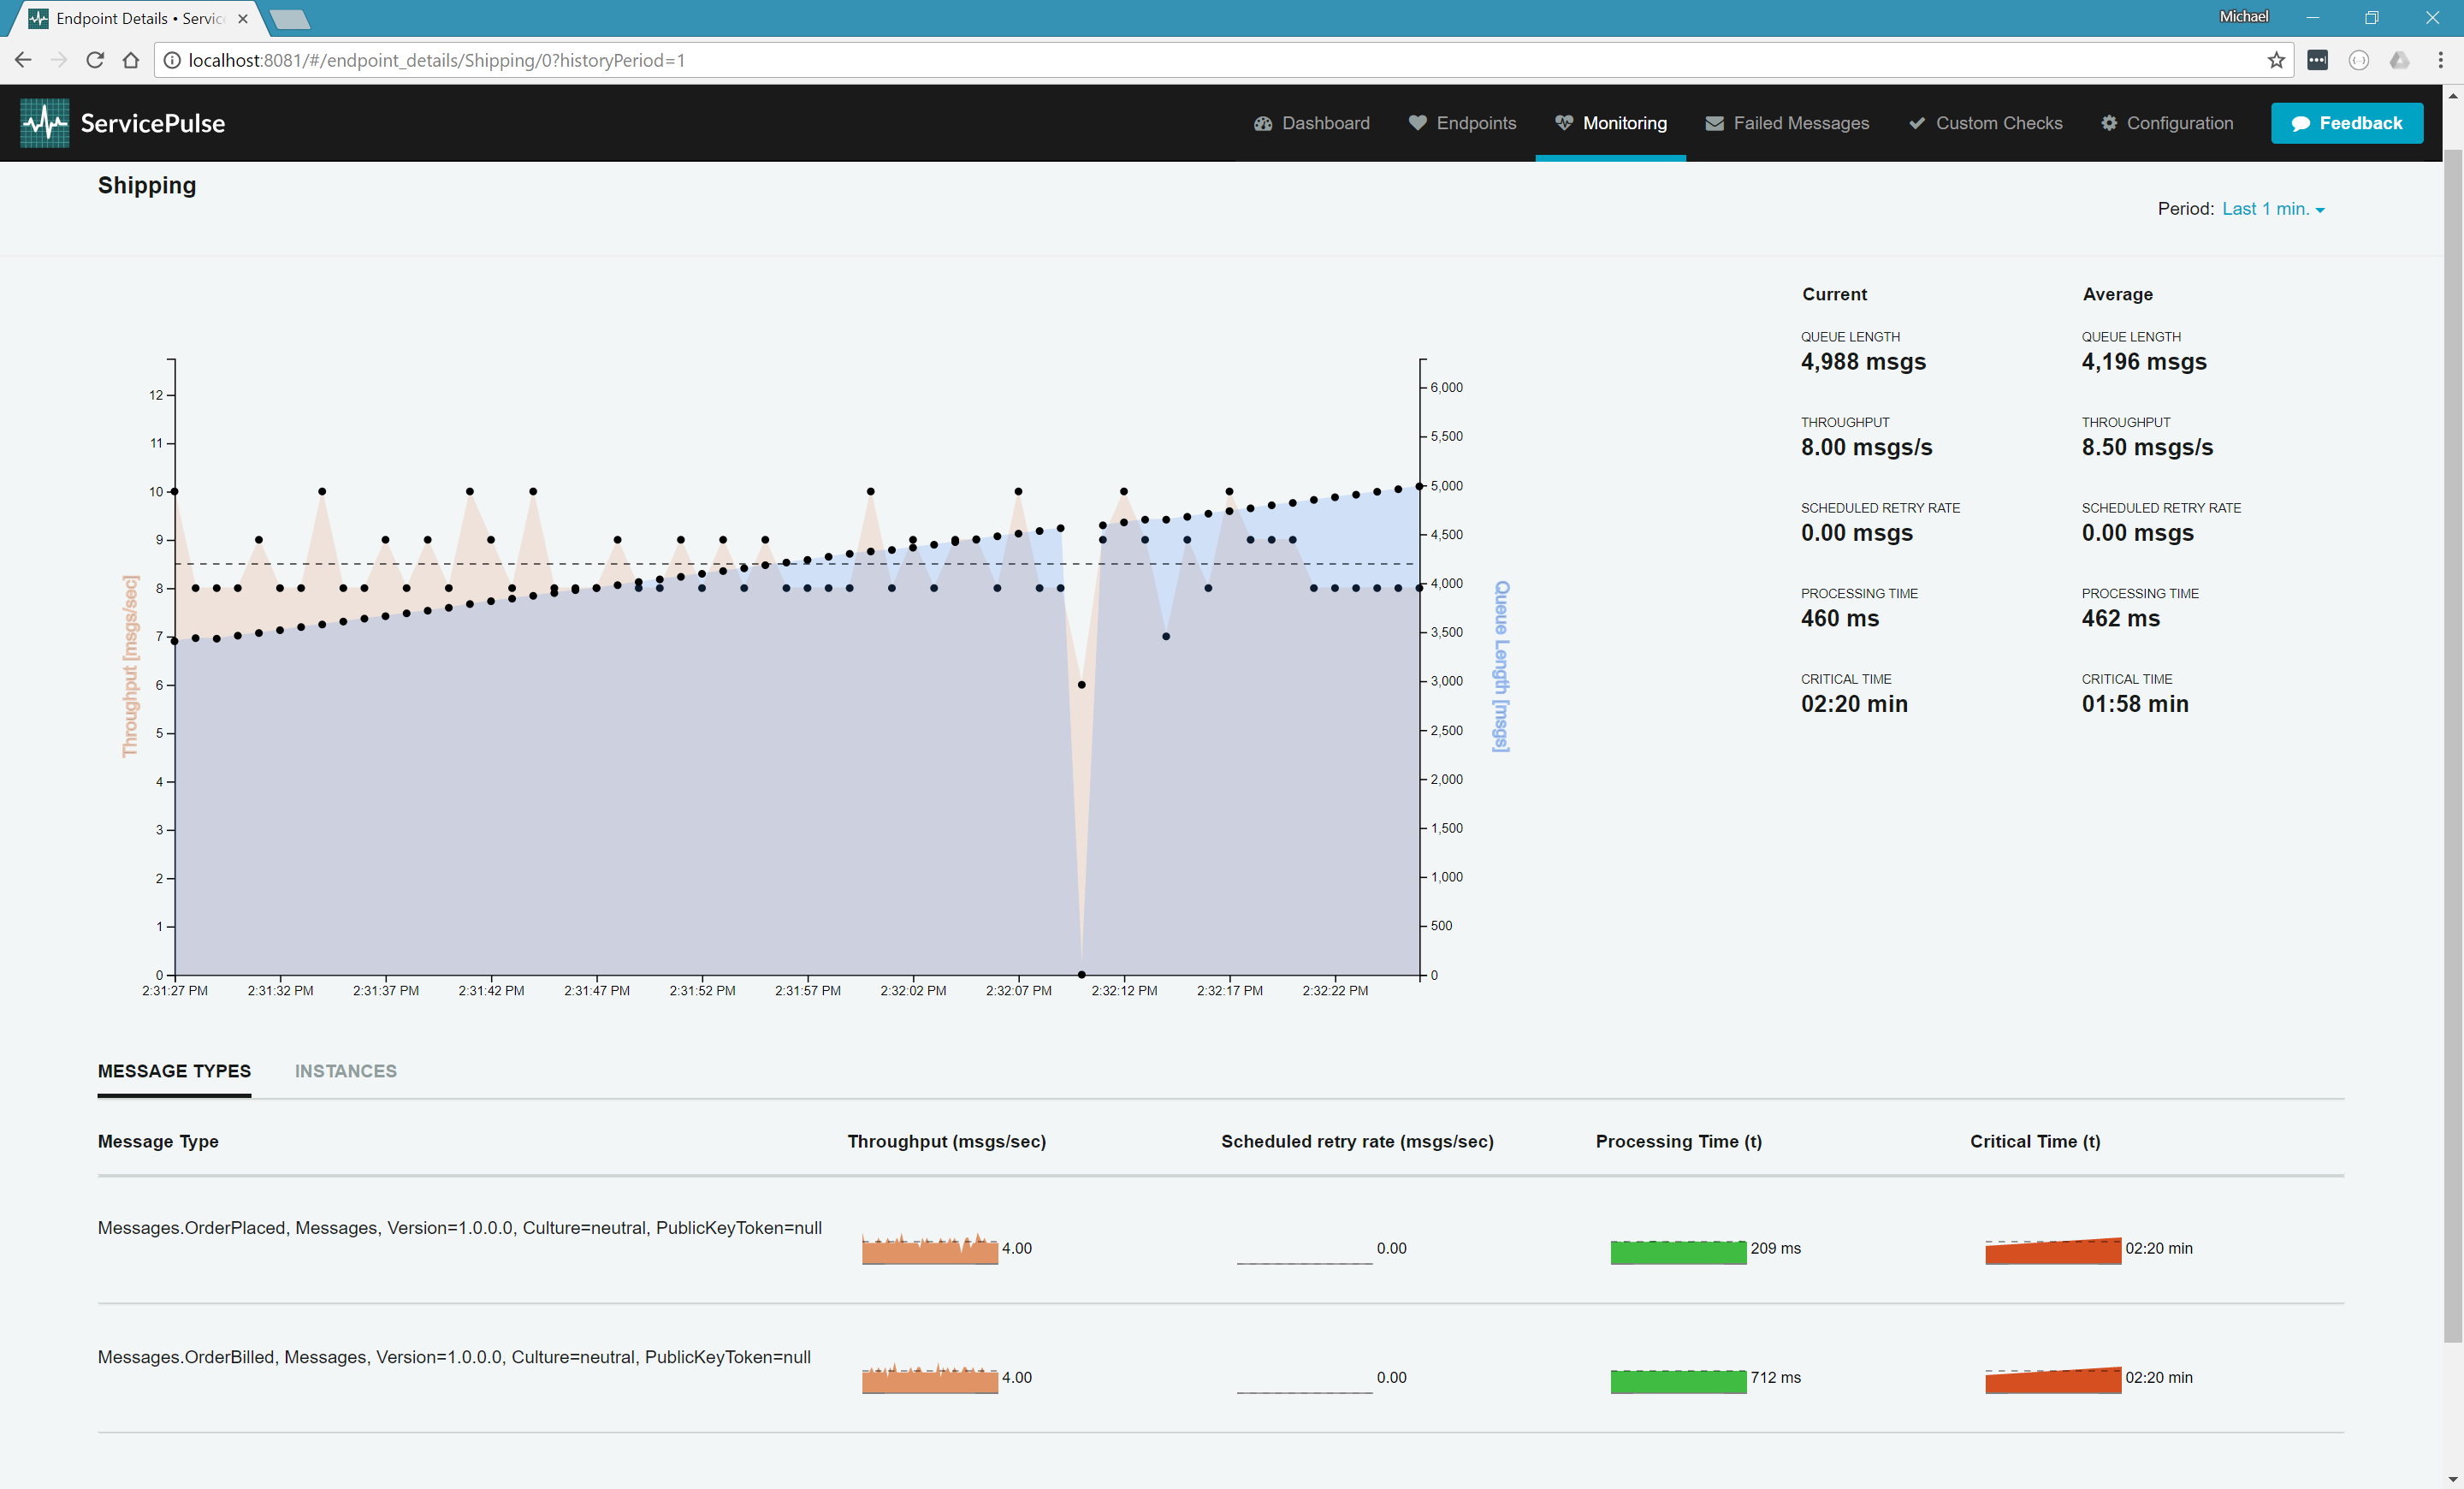 Endpoint Details • Servic
Michael
localhost:8081/#/endpoint_details/Shipping/0?historyPeriod=1
ServicePulse
Dashboard
Endpoints
Monitoring
Failed Messages
Custom Checks
Configuration
Feedback
Shipping
Period: Last 1 min.
Current
Average
QUEUE LENGTH
4,988 msgs
QUEUE LENGTH
4,196 msgs
THROUGHPUT
8.00 msgs/s
THROUGHPUT
8.50 msgs/s
SCHEDULED RETRY RATE
0.00 msgs
SCHEDULED RETRY RATE
0.00 msgs
PROCESSING TIME
460 ms
PROCESSING TIME
462 ms
CRITICAL TIME
02:20 min
CRITICAL TIME
01:58 min
Throughput [msgs/sec]
12
11
10
9
8
7
6
5
4
3
2
1
0
6,000
5,500
5,000
4,500
4,000
3,500
3,000
2,500
2,000
1,500
1,000
500
0
Queue Length [msgs]
2:31:27 PM 2:31:32 PM 2:31:37 PM 2:31:42 PM 2:31:47 PM 2:31:52 PM 2:31:57 PM 2:32:02 PM 2:32:07 PM 2:32:12 PM 2:32:17 PM 2:32:22 PM
MESSAGE TYPES INSTANCES
Message Type Throughput (msgs/sec) Scheduled retry rate (msgs/sec) Processing Time (t) Critical Time (t)
Messages.OrderPlaced, Messages, Version=1.0.0.0, Culture=neutral, PublicKeyToken=null
4.00 0.00 209 ms 02:20 min
Messages.OrderBilled, Messages, Version=1.0.0.0, Culture=neutral, PublicKeyToken=null
4.00 0.00 712 ms 02:20 min